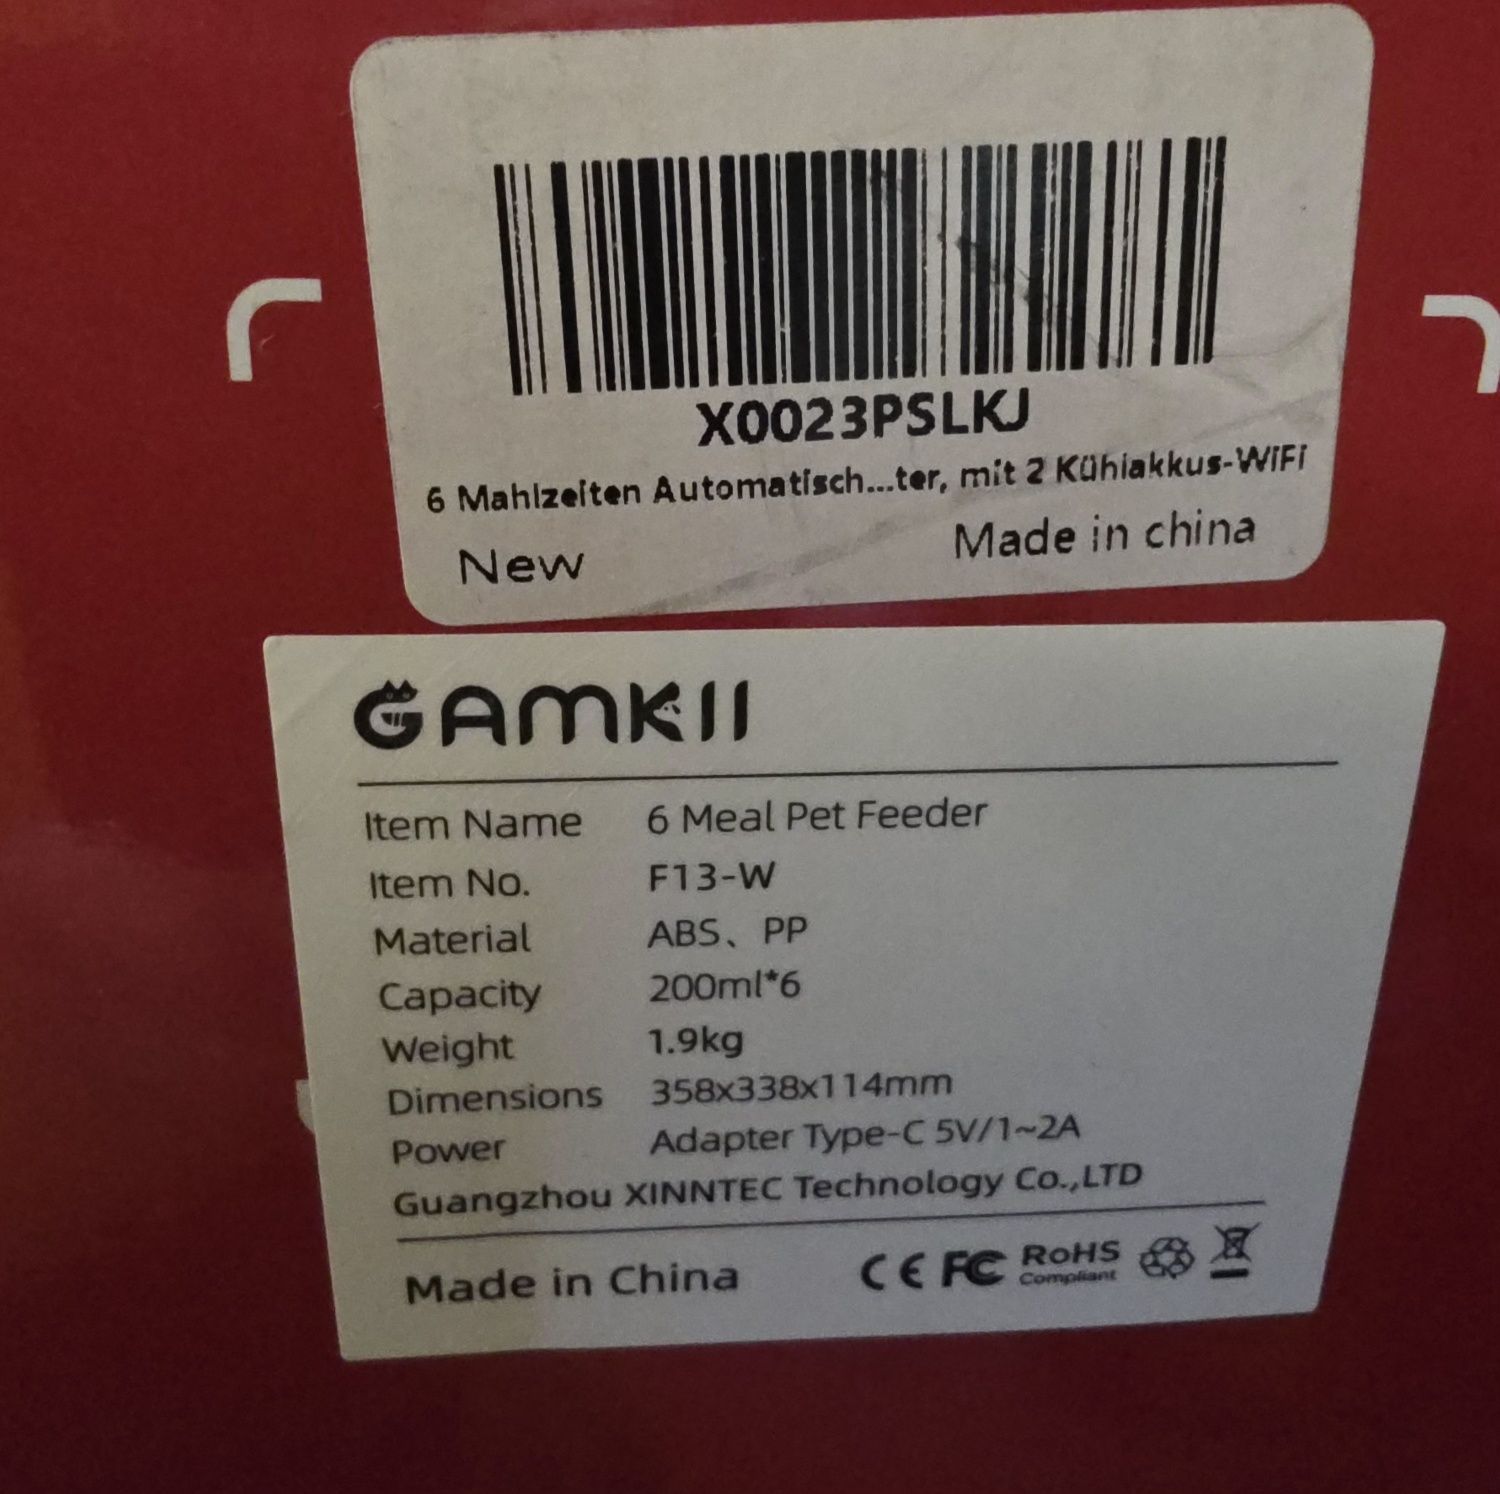 X0023PSLKJ
6 Mahlzeiten Automatisch...ter, mit 2 Kühlakkus-WiFi
New Made in china
GAMKII
Item Name 6 Meal Pet Feeder
Item No. F13-W
Material ABS、PP
Capacity 200ml*6
Weight 1.9kg
Dimensions 358x338x114mm
Power Adapter Type-C 5V/1~2A
Guangzhou XINNTEC Technology Co.,LTD
Made in China CE FC RoHS
Compliant